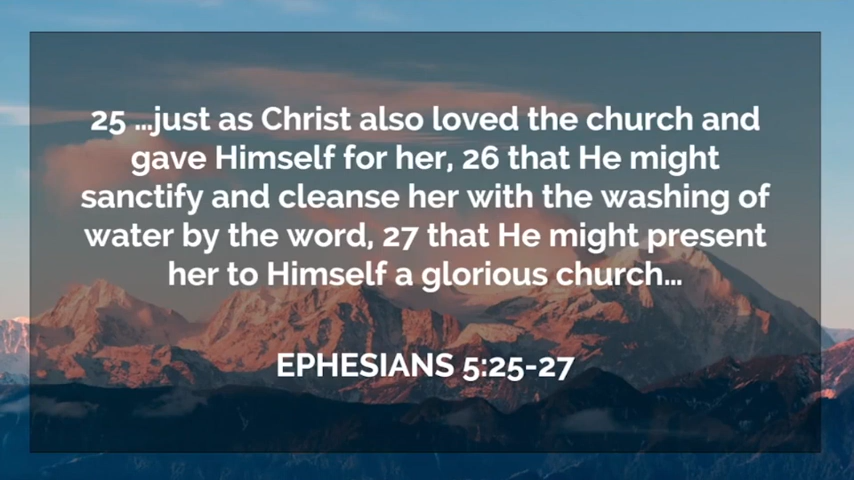 25 ...just as Christ also loved the church and
gave Himself for her, 26 that He might
sanctify and cleanse her with the washing of
water by the word, 27 that He might present
her to Himself a glorious church...
EPHESIANS 5:25-27